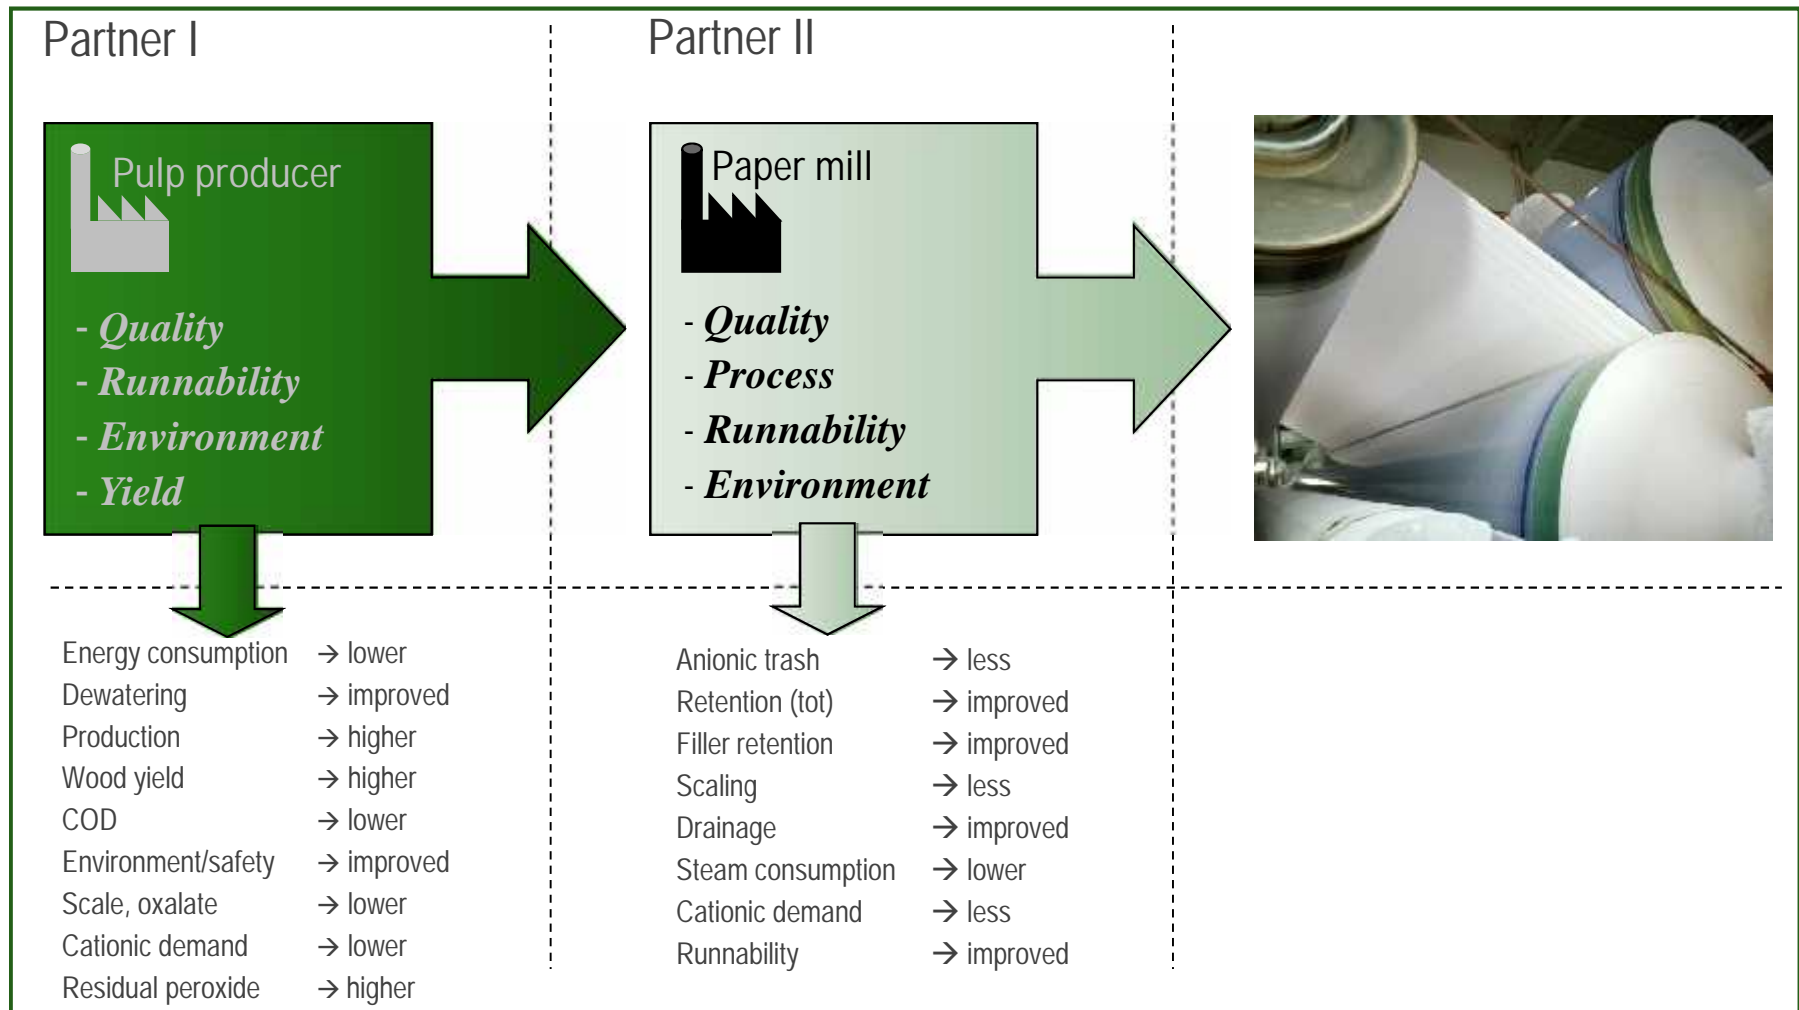 Partner I
Partner II
Pulp producer
- Quality
- Runnability
- Environment
- Yield
Paper mill
- Quality
- Process
- Runnability
- Environment
Energy consumption → lower
Dewatering → improved
Production → higher
Wood yield → higher
COD → lower
Environment/safety → improved
Scale, oxalate → lower
Cationic demand → lower
Residual peroxide → higher
Anionic trash → less
Retention (tot) → improved
Filler retention → improved
Scaling → less
Drainage → improved
Steam consumption → lower
Cationic demand → less
Runnability → improved